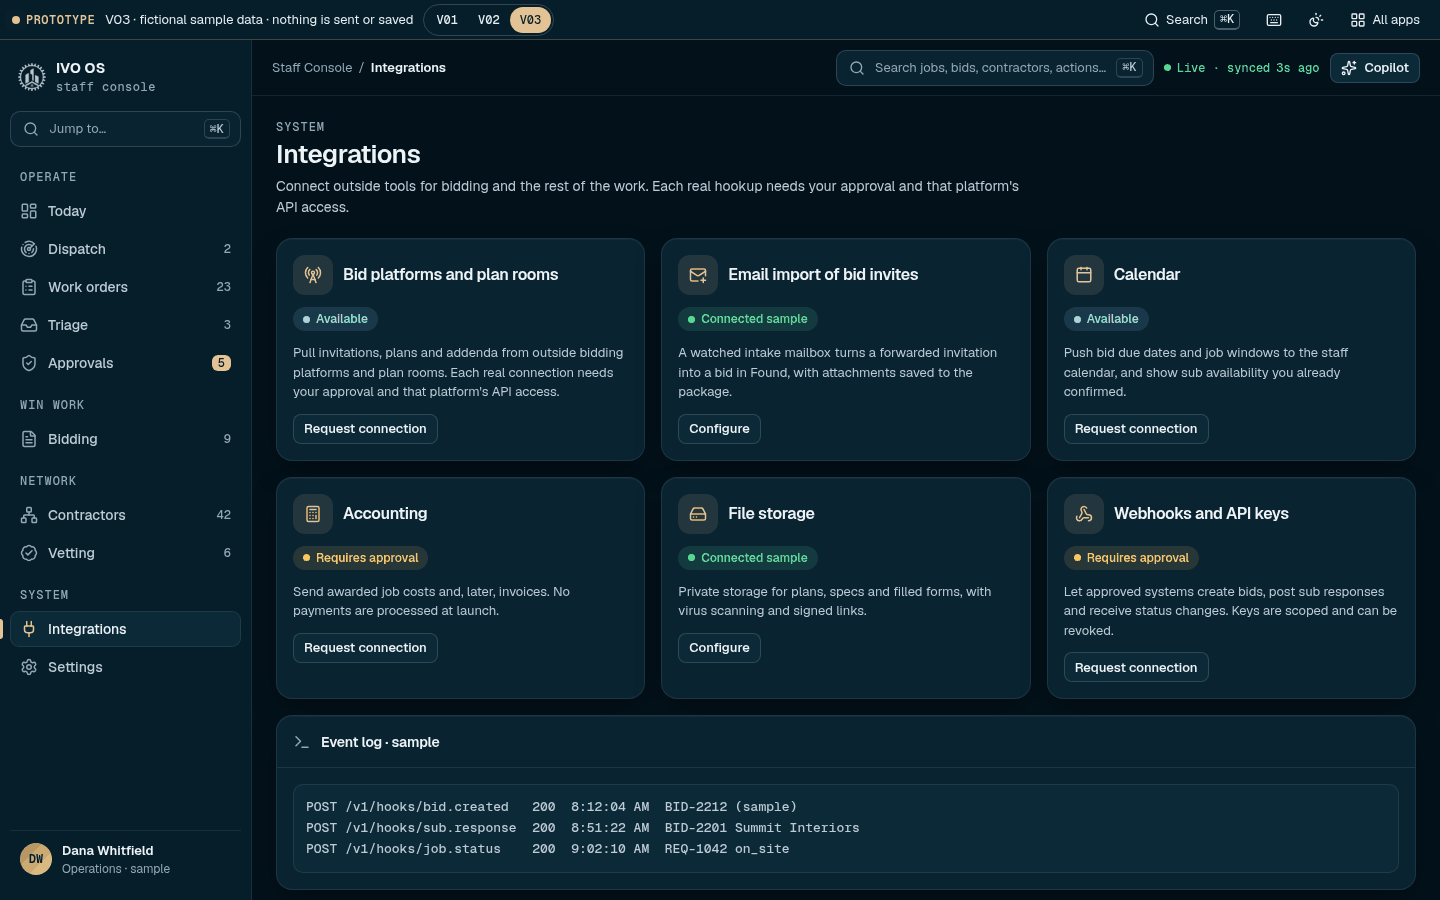 PROTOTYPE V03 · fictional sample data · nothing is sent or saved V01 V02 V03 Search ⌘K All apps
IVO OS
staff console
Jump to… ⌘K
OPERATE
Today
Dispatch 2
Work orders 23
Triage 3
Approvals 5
WIN WORK
Bidding 9
NETWORK
Contractors 42
Vetting 6
SYSTEM
Integrations
Settings
DW Dana Whitfield
Operations · sample
Staff Console / Integrations Search jobs, bids, contractors, actions… ⌘K Live · synced 3s ago Copilot
SYSTEM
Integrations
Connect outside tools for bidding and the rest of the work. Each real hookup needs your approval and that platform's
API access.
Bid platforms and plan rooms
Available
Pull invitations, plans and addenda from outside bidding
platforms and plan rooms. Each real connection needs
your approval and that platform's API access.
Request connection
Email import of bid invites
Connected sample
A watched intake mailbox turns a forwarded invitation
into a bid in Found, with attachments saved to the
package.
Configure
Calendar
Available
Push bid due dates and job windows to the staff
calendar, and show sub availability you already
confirmed.
Request connection
Accounting
Requires approval
Send awarded job costs and, later, invoices. No
payments are processed at launch.
Request connection
File storage
Connected sample
Private storage for plans, specs and filled forms, with
virus scanning and signed links.
Configure
Webhooks and API keys
Requires approval
Let approved systems create bids, post sub responses
and receive status changes. Keys are scoped and can be
revoked.
Request connection
Event log · sample
POST /v1/hooks/bid.created 200 8:12:04 AM BID-2212 (sample)
POST /v1/hooks/sub.response 200 8:51:22 AM BID-2201 Summit Interiors
POST /v1/hooks/job.status 200 9:02:10 AM REQ-1042 on_site